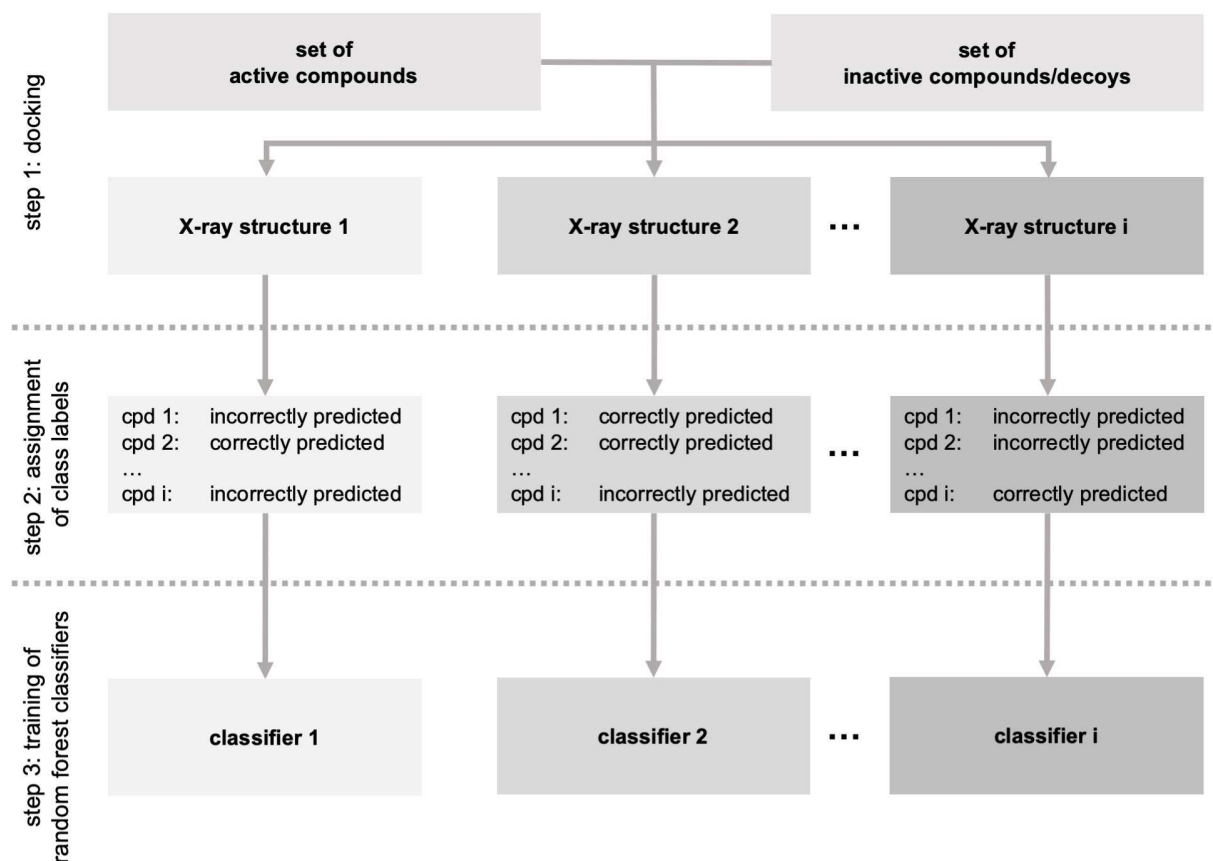 step 1: docking
set of
active compounds
set of
inactive compounds/decoys
X-ray structure 1
X-ray structure 2
...
X-ray structure i
step 2: assignment
of class labels
cpd 1: incorrectly predicted
cpd 2: correctly predicted
…
cpd i: incorrectly predicted
cpd 1: correctly predicted
cpd 2: correctly predicted
…
cpd i: incorrectly predicted
...
cpd 1: incorrectly predicted
cpd 2: incorrectly predicted
…
cpd i: correctly predicted
step 3: training of
random forest classifiers
classifier 1
classifier 2
...
classifier i